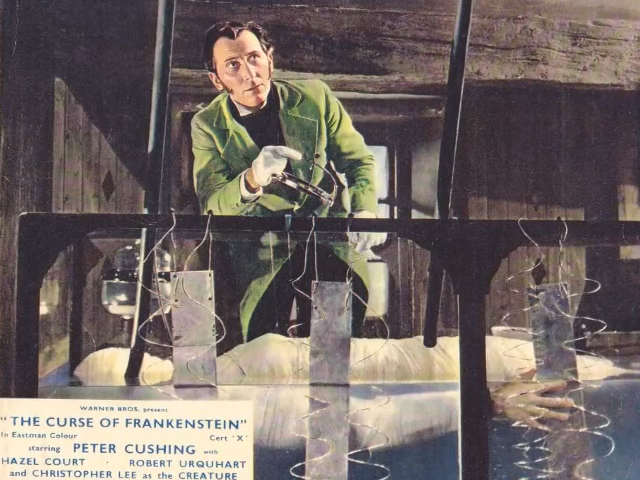 WARNER BROS. present
"THE CURSE OF FRANKENSTEIN"
In Eastman Colour Cert 'X'
starring PETER CUSHING with
HAZEL COURT · ROBERT URQUHART
and CHRISTOPHER LEE as the CREATURE